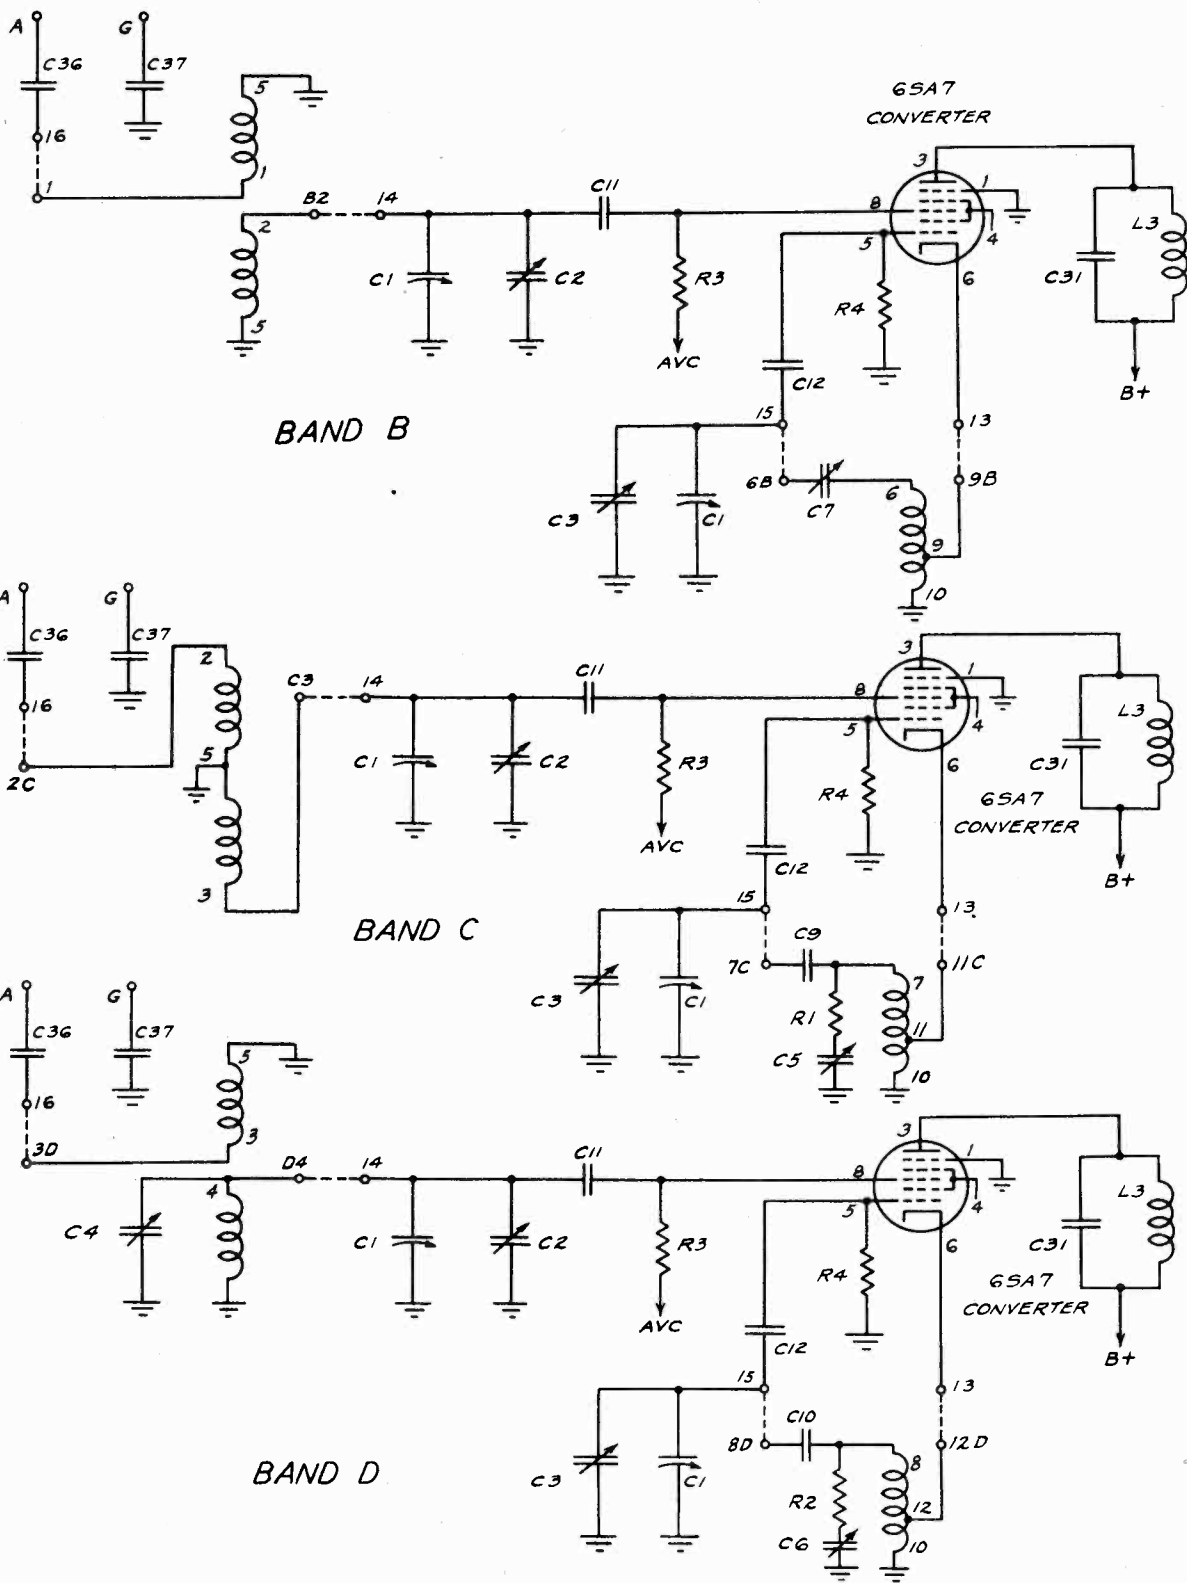 A
G
C36
C37
5
16
1
1
2
B2
14
5
C1
C2
C11
R3
AVC
6SA7
CONVERTER
3
1
8
4
5
6
R4
C31
L3
B+
C12
15
13
6B
9B
C3
C1
C7
6
9
10
BAND B
A
G
C36
C37
2
16
5
2C
3
C3
14
C1
C2
C11
R3
AVC
3
1
8
4
5
6
R4
C31
L3
6SA7
CONVERTER
B+
C12
15
13
7C
C9
11C
C3
C1
R1
7
11
C5
10
BAND C
A
G
C36
C37
5
16
3
3D
4
D4
14
C4
C1
C2
C11
R3
AVC
3
1
8
4
5
6
R4
C31
L3
6SA7
CONVERTER
B+
C12
15
13
8D
C10
12D
C3
C1
R2
8
12
C6
10
BAND D